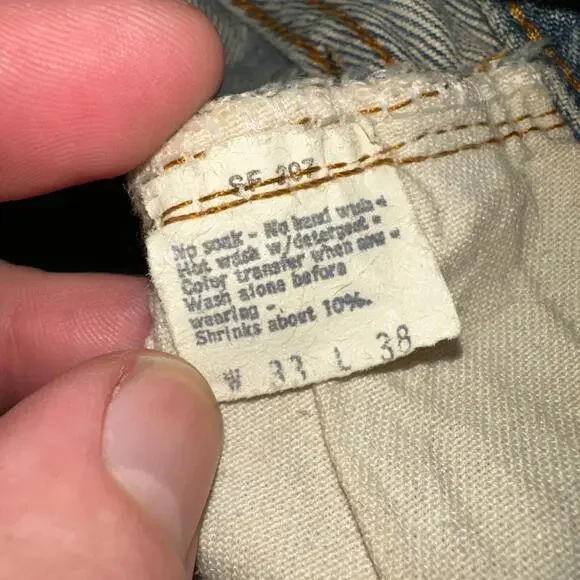 SF 207
No soak - No hand wash -
Hot wash w/detergent -
Color transfer when new -
Wash alone before
wearing -
Shrinks about 10%.
W 33 L 38